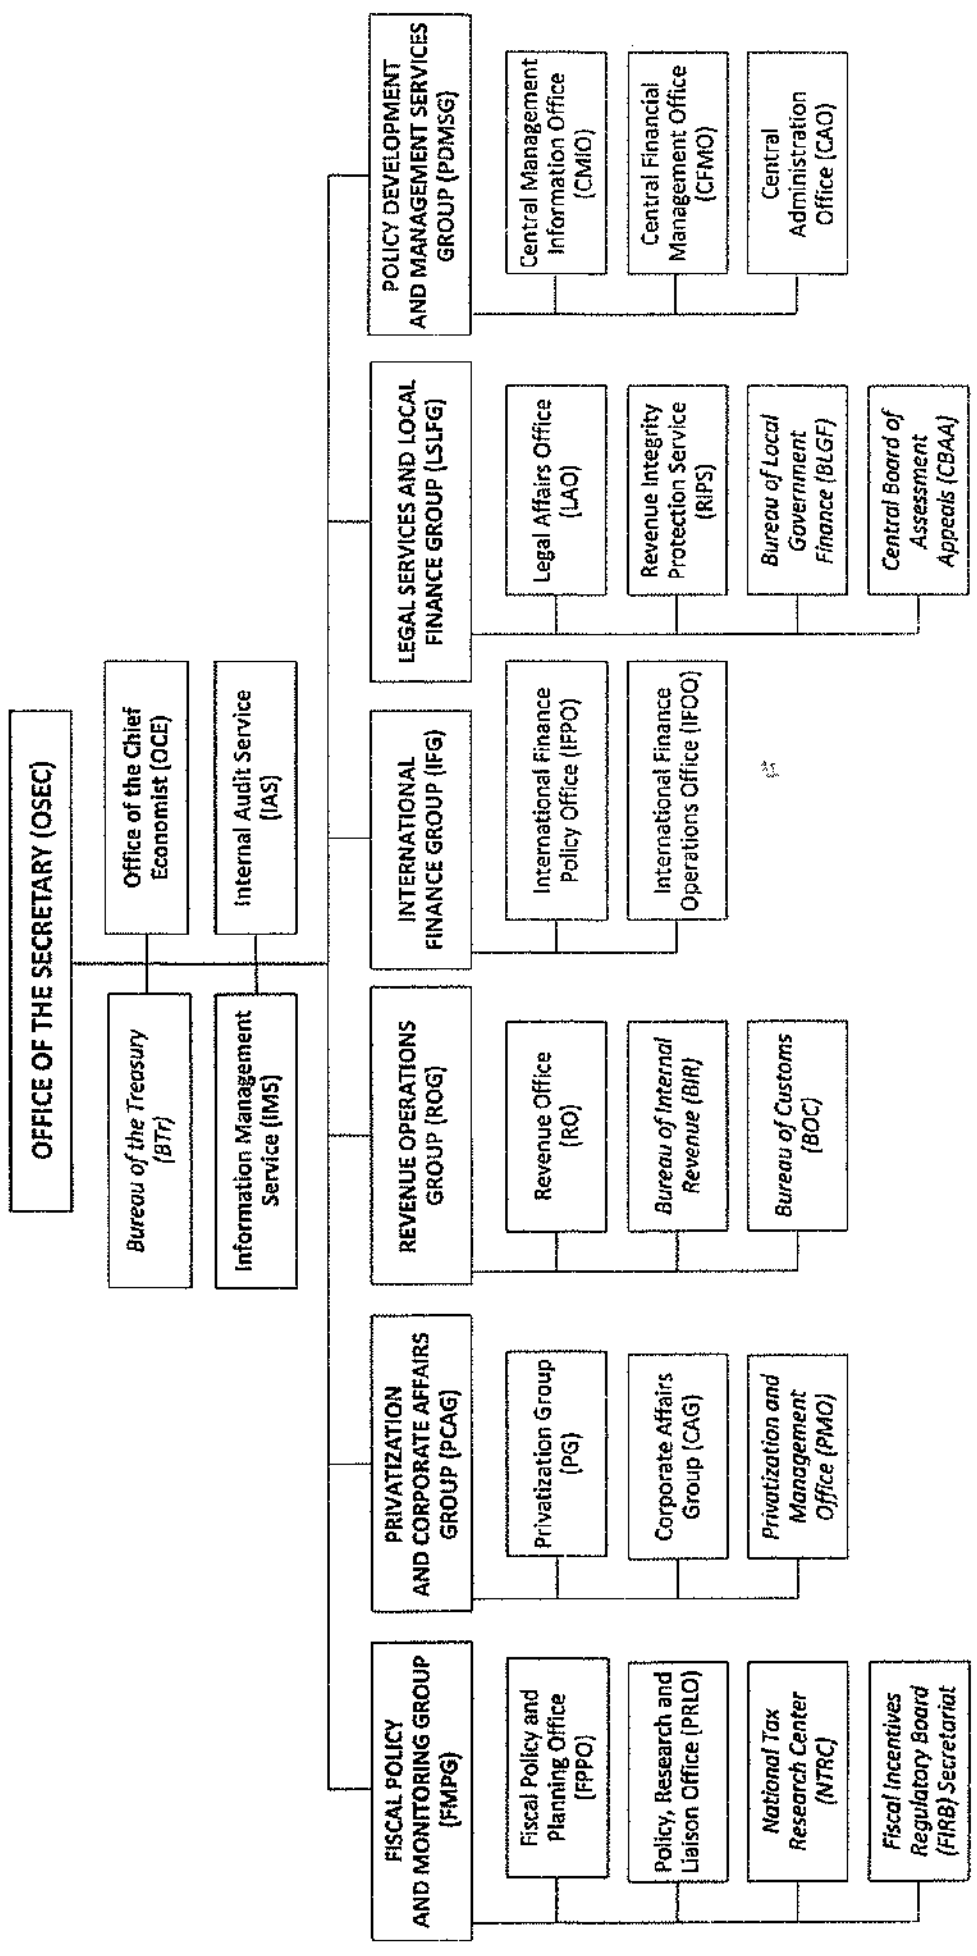 OFFICE OF THE SECRETARY (OSEC)
Bureau of the Treasury
(BTr)
Office of the Chief
Economist (OCE)
Information Management
Service (IMS)
Internal Audit Service
(IAS)
FISCAL POLICY
AND MONITORING GROUP
(FMPG)
Fiscal Policy and
Planning Office
(FPPO)
Policy, Research and
Liaison Office (PRLO)
National Tax
Research Center
(NTRC)
Fiscal Incentives
Regulatory Board
(FIRB) Secretariat
PRIVATIZATION
AND CORPORATE AFFAIRS
GROUP (PCAG)
Privatization Group
(PG)
Corporate Affairs
Group (CAG)
Privatization and
Management
Office (PMO)
REVENUE OPERATIONS
GROUP (ROG)
Revenue Office
(RO)
Bureau of Internal
Revenue (BIR)
Bureau of Customs
(BOC)
INTERNATIONAL
FINANCE GROUP (IFG)
International Finance
Policy Office (IFPO)
International Finance
Operations Office (IFOO)
LEGAL SERVICES AND LOCAL
FINANCE GROUP (LSLFG)
Legal Affairs Office
(LAO)
Revenue Integrity
Protection Service
(RIPS)
Bureau of Local
Government
Finance (BLGF)
Central Board of
Assessment
Appeals (CBAA)
POLICY DEVELOPMENT
AND MANAGEMENT SERVICES
GROUP (PDMSG)
Central Management
Information Office
(CMIO)
Central Financial
Management Office
(CFMO)
Central
Administration
Office (CAO)